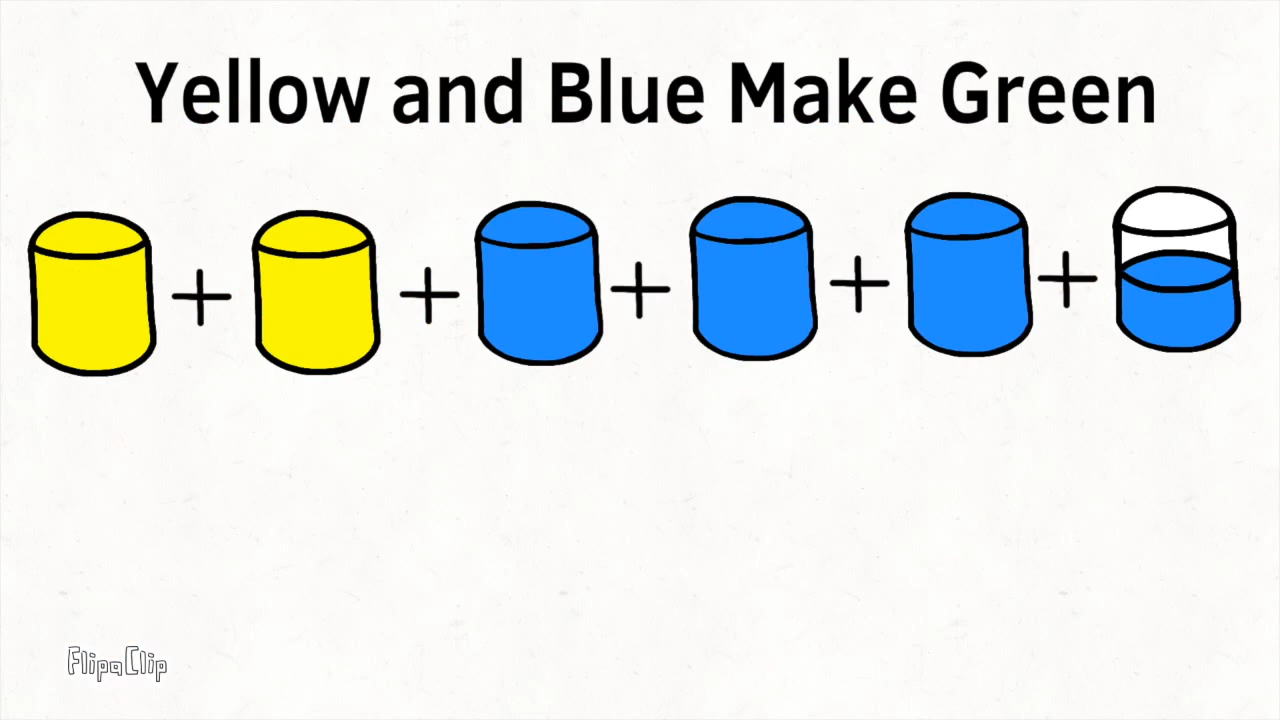 Yellow and Blue Make Green
+ + + + +
FlipaClip